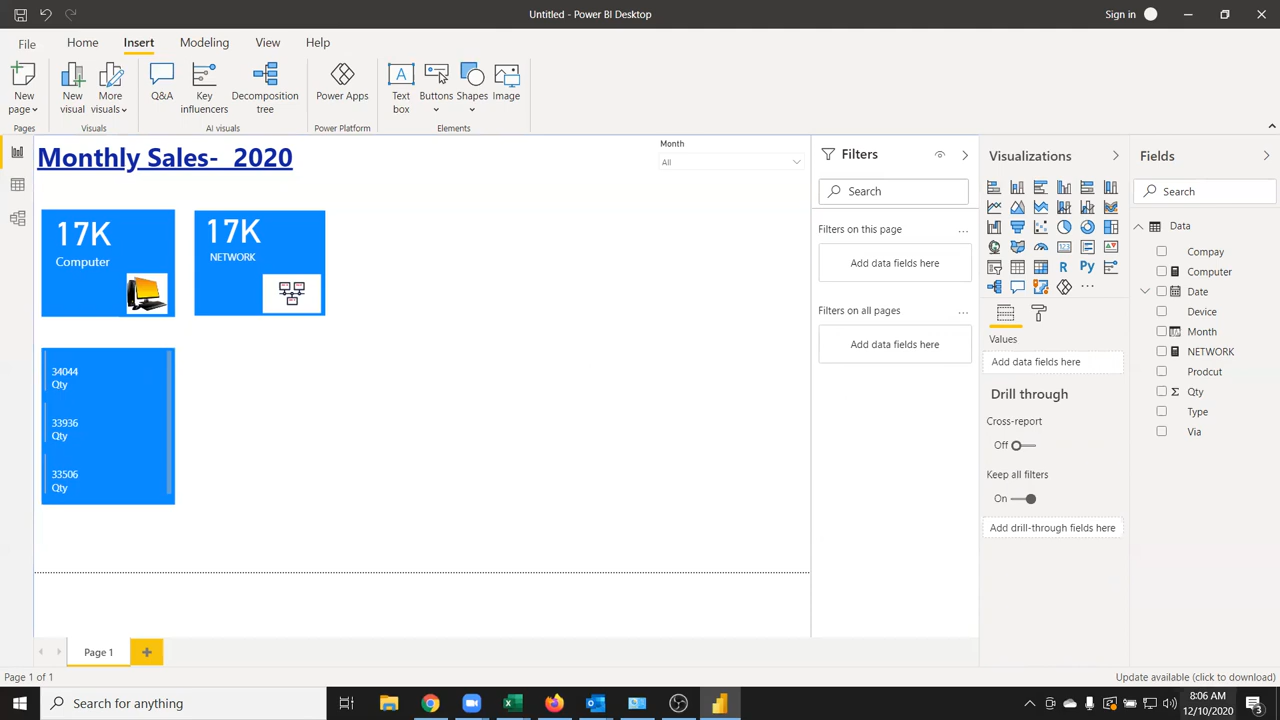 Untitled - Power BI Desktop
Sign in
File
Home
Insert
Modeling
View
Help
New page
New visual
More visuals
Q&A
Key influencers
Decomposition tree
Power Apps
Text box
Buttons
Shapes
Image
Pages
Visuals
AI visuals
Power Platform
Elements
Monthly Sales-  2020
Month
All
17K
Computer
17K
NETWORK
34044
Qty
33936
Qty
33506
Qty
Filters
Search
Filters on this page
Add data fields here
Filters on all pages
Add data fields here
Visualizations
R
Py
Values
Add data fields here
Drill through
Cross-report
Off
Keep all filters
On
Add drill-through fields here
Fields
Search
Data
Compay
Computer
Date
Device
Month
NETWORK
Prodcut
Qty
Type
Via
Page 1
Page 1 of 1
Update available (click to download)
Search for anything
8:06 AM
12/10/2020
3